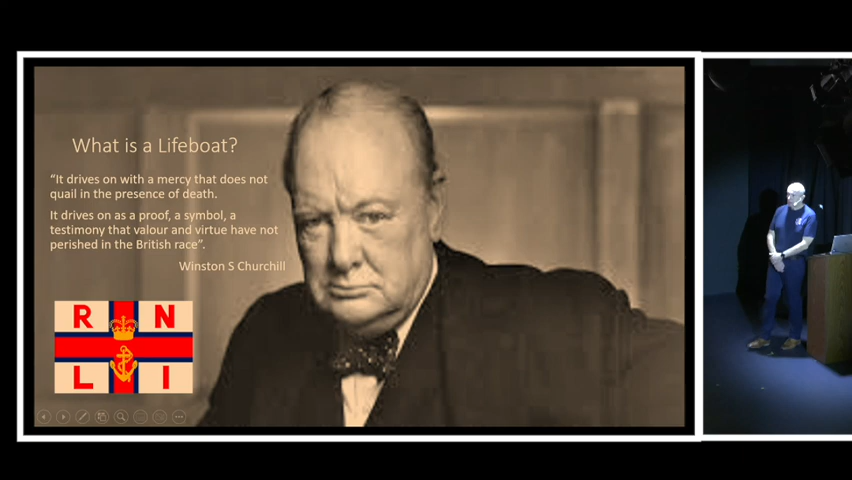 What is a Lifeboat?
“It drives on with a mercy that does not
quail in the presence of death.
It drives on as a proof, a symbol, a
testimony that valour and virtue have not
perished in the British race”.
Winston S Churchill
R N
L I